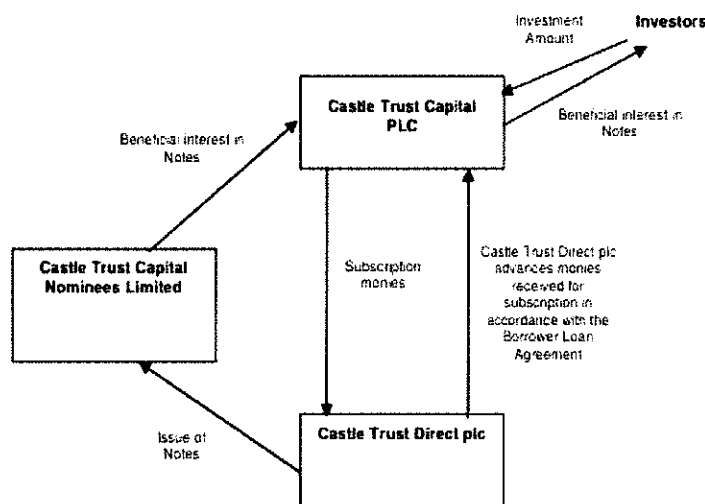 Investment
Amount
Investors
Castle Trust Capital
PLC
Beneficial interest in
Notes
Beneficial interest in
Notes
Castle Trust Capital
Nominees Limited
Subscription
monies
Castle Trust Direct plc
advances monies
received for
subscription in
accordance with the
Borrower Loan
Agreement
Issue of
Notes
Castle Trust Direct plc